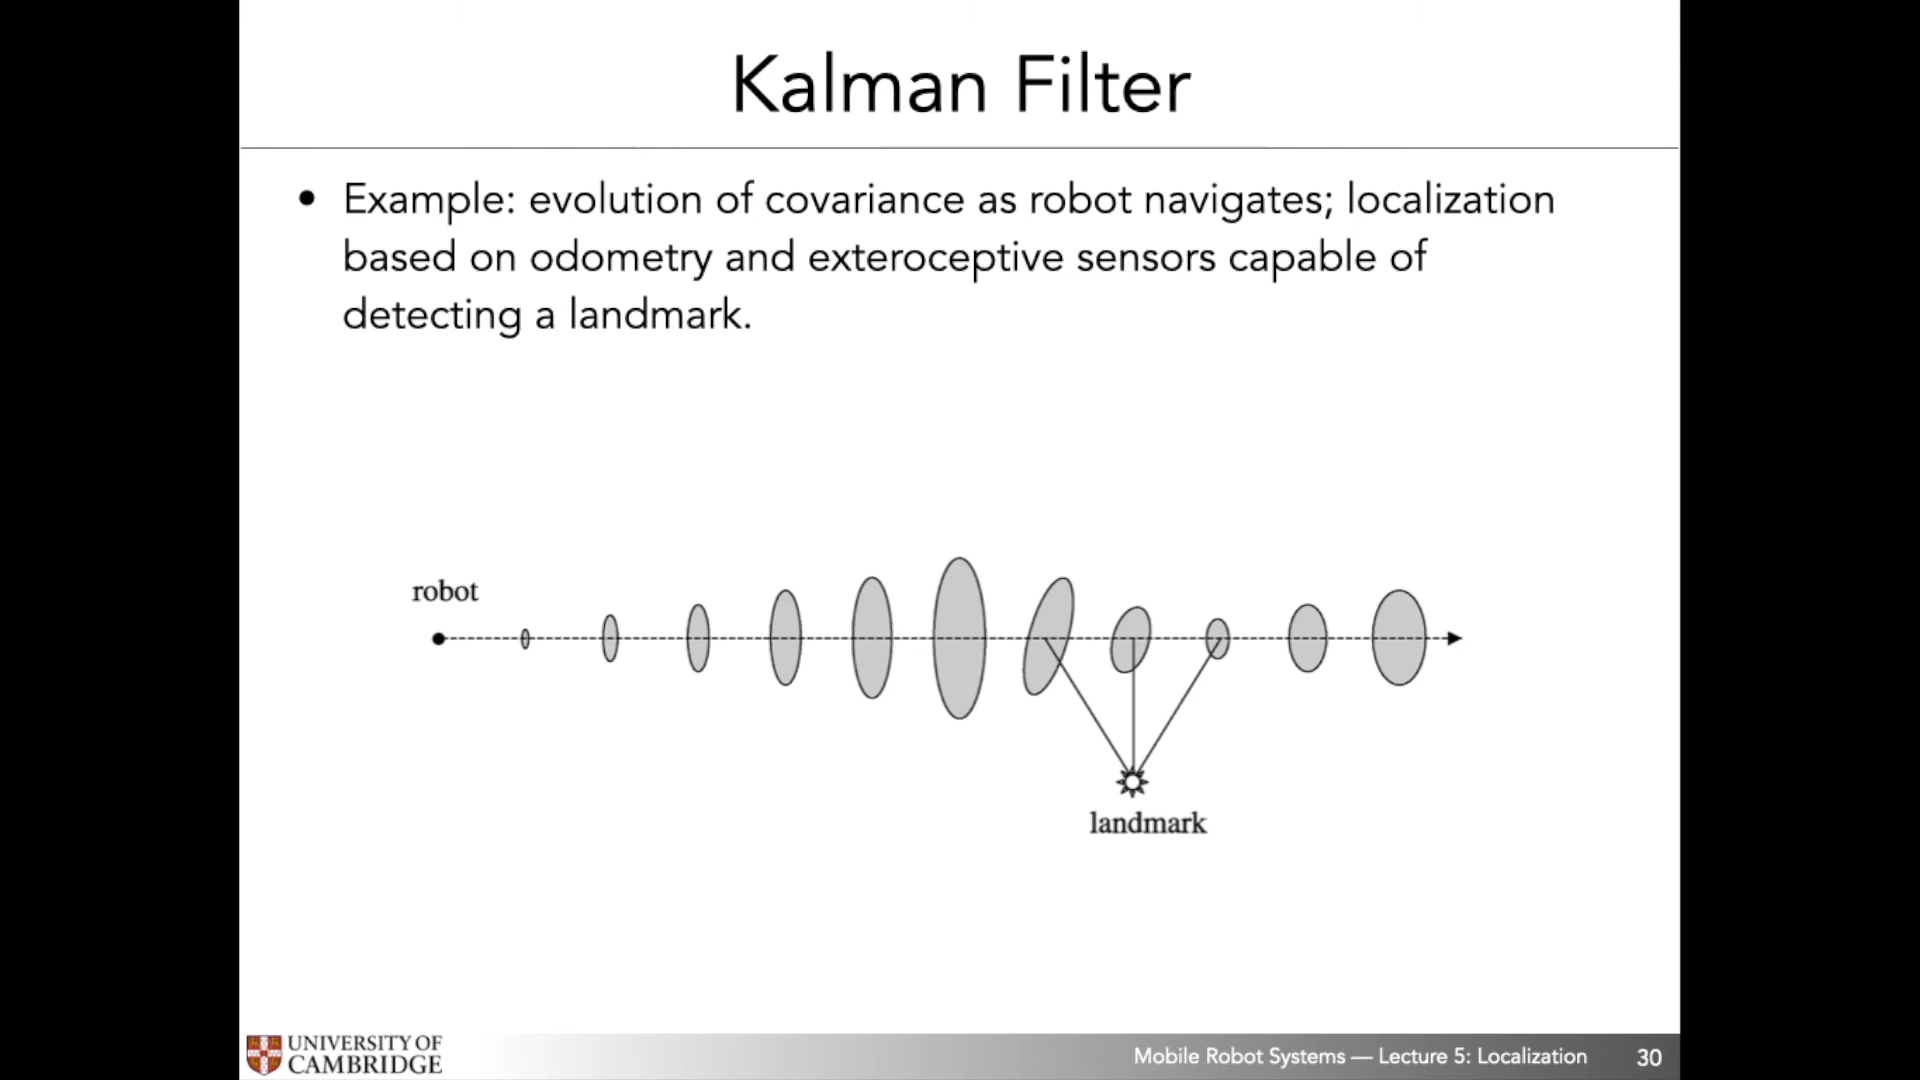 Kalman Filter
• Example: evolution of covariance as robot navigates; localization
based on odometry and exteroceptive sensors capable of
detecting a landmark.
robot
landmark
UNIVERSITY OF
CAMBRIDGE
Mobile Robot Systems — Lecture 5: Localization 30